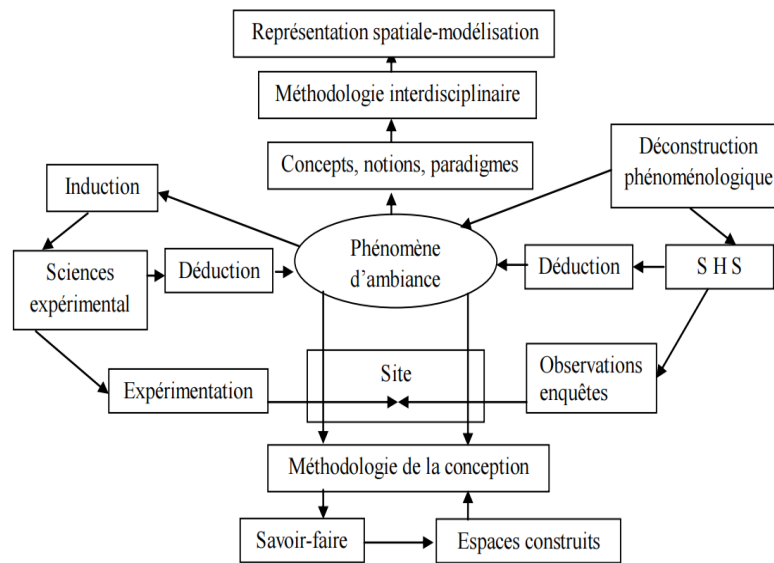 Représentation spatiale-modélisation
Méthodologie interdisciplinaire
Concepts, notions, paradigmes
Déconstruction
phénoménologique
Induction
Phénomène
d'ambiance
Sciences
expérimental
Déduction
Déduction
S H S
Site
Expérimentation
Observations
enquêtes
Méthodologie de la conception
Savoir-faire
Espaces construits